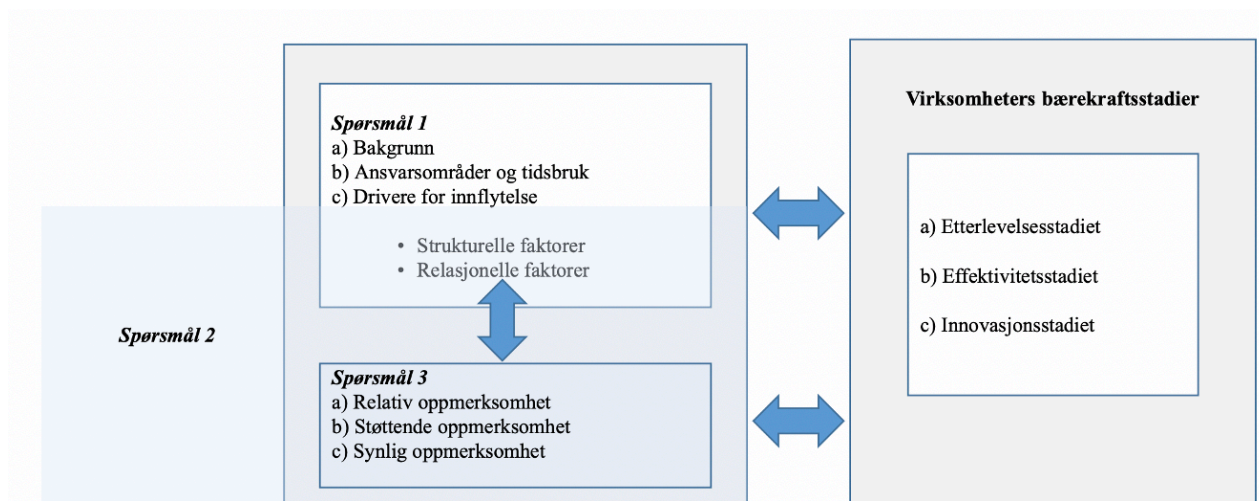 Spørsmål 1
a) Bakgrunn
b) Ansvarsområder og tidsbruk
c) Drivere for innflytelse
• Strukturelle faktorer
• Relasjonelle faktorer
Spørsmål 2
Spørsmål 3
a) Relativ oppmerksomhet
b) Støttende oppmerksomhet
c) Synlig oppmerksomhet
Virksomheters bærekraftsstadier
a) Etterlevelsesstadiet
b) Effektivitetsstadiet
c) Innovasjonsstadiet